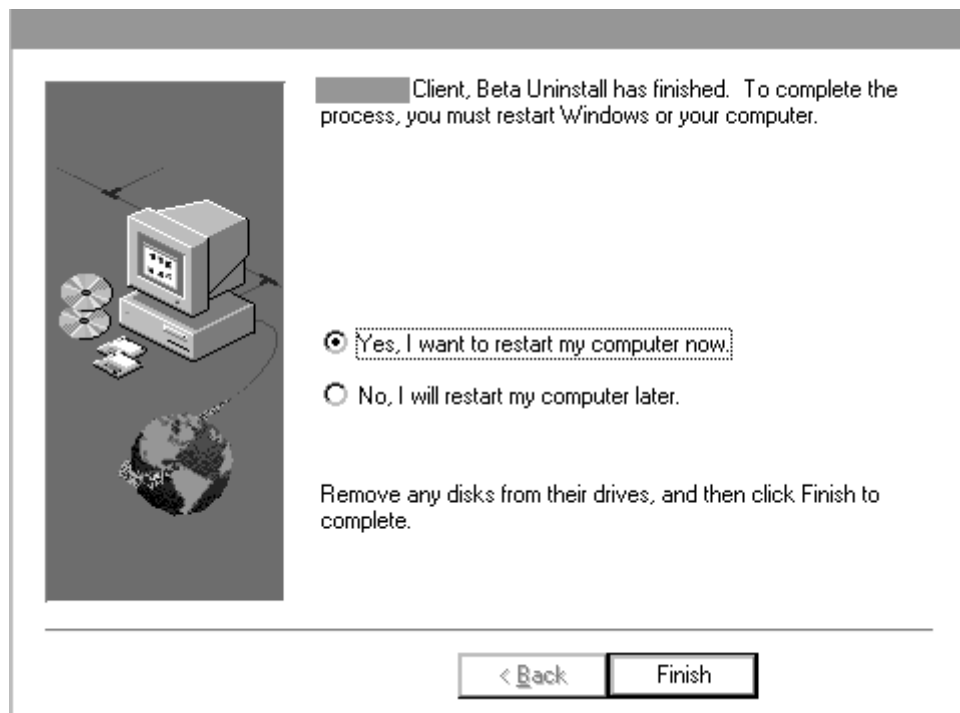 Client, Beta Uninstall has finished.  To complete the
process, you must restart Windows or your computer.
Yes, I want to restart my computer now.
No, I will restart my computer later.
Remove any disks from their drives, and then click Finish to
complete.
< Back
Finish